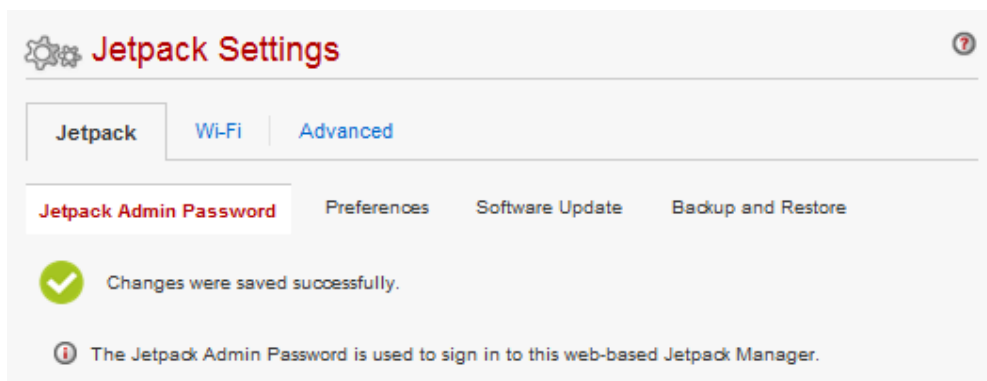 Jetpack Settings
Jetpack Wi-Fi Advanced
Jetpack Admin Password Preferences Software Update Backup and Restore
Changes were saved successfully.
The Jetpack Admin Password is used to sign in to this web-based Jetpack Manager.